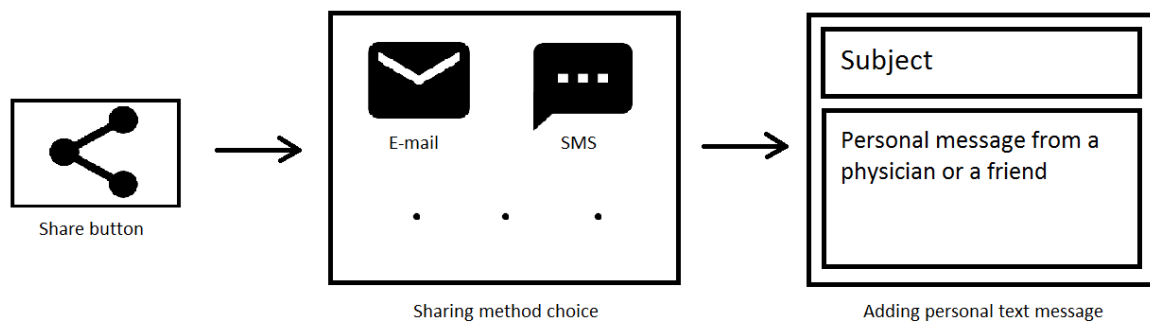 Share button
E-mail
SMS
Sharing method choice
Subject
Personal message from a
physician or a friend
Adding personal text message